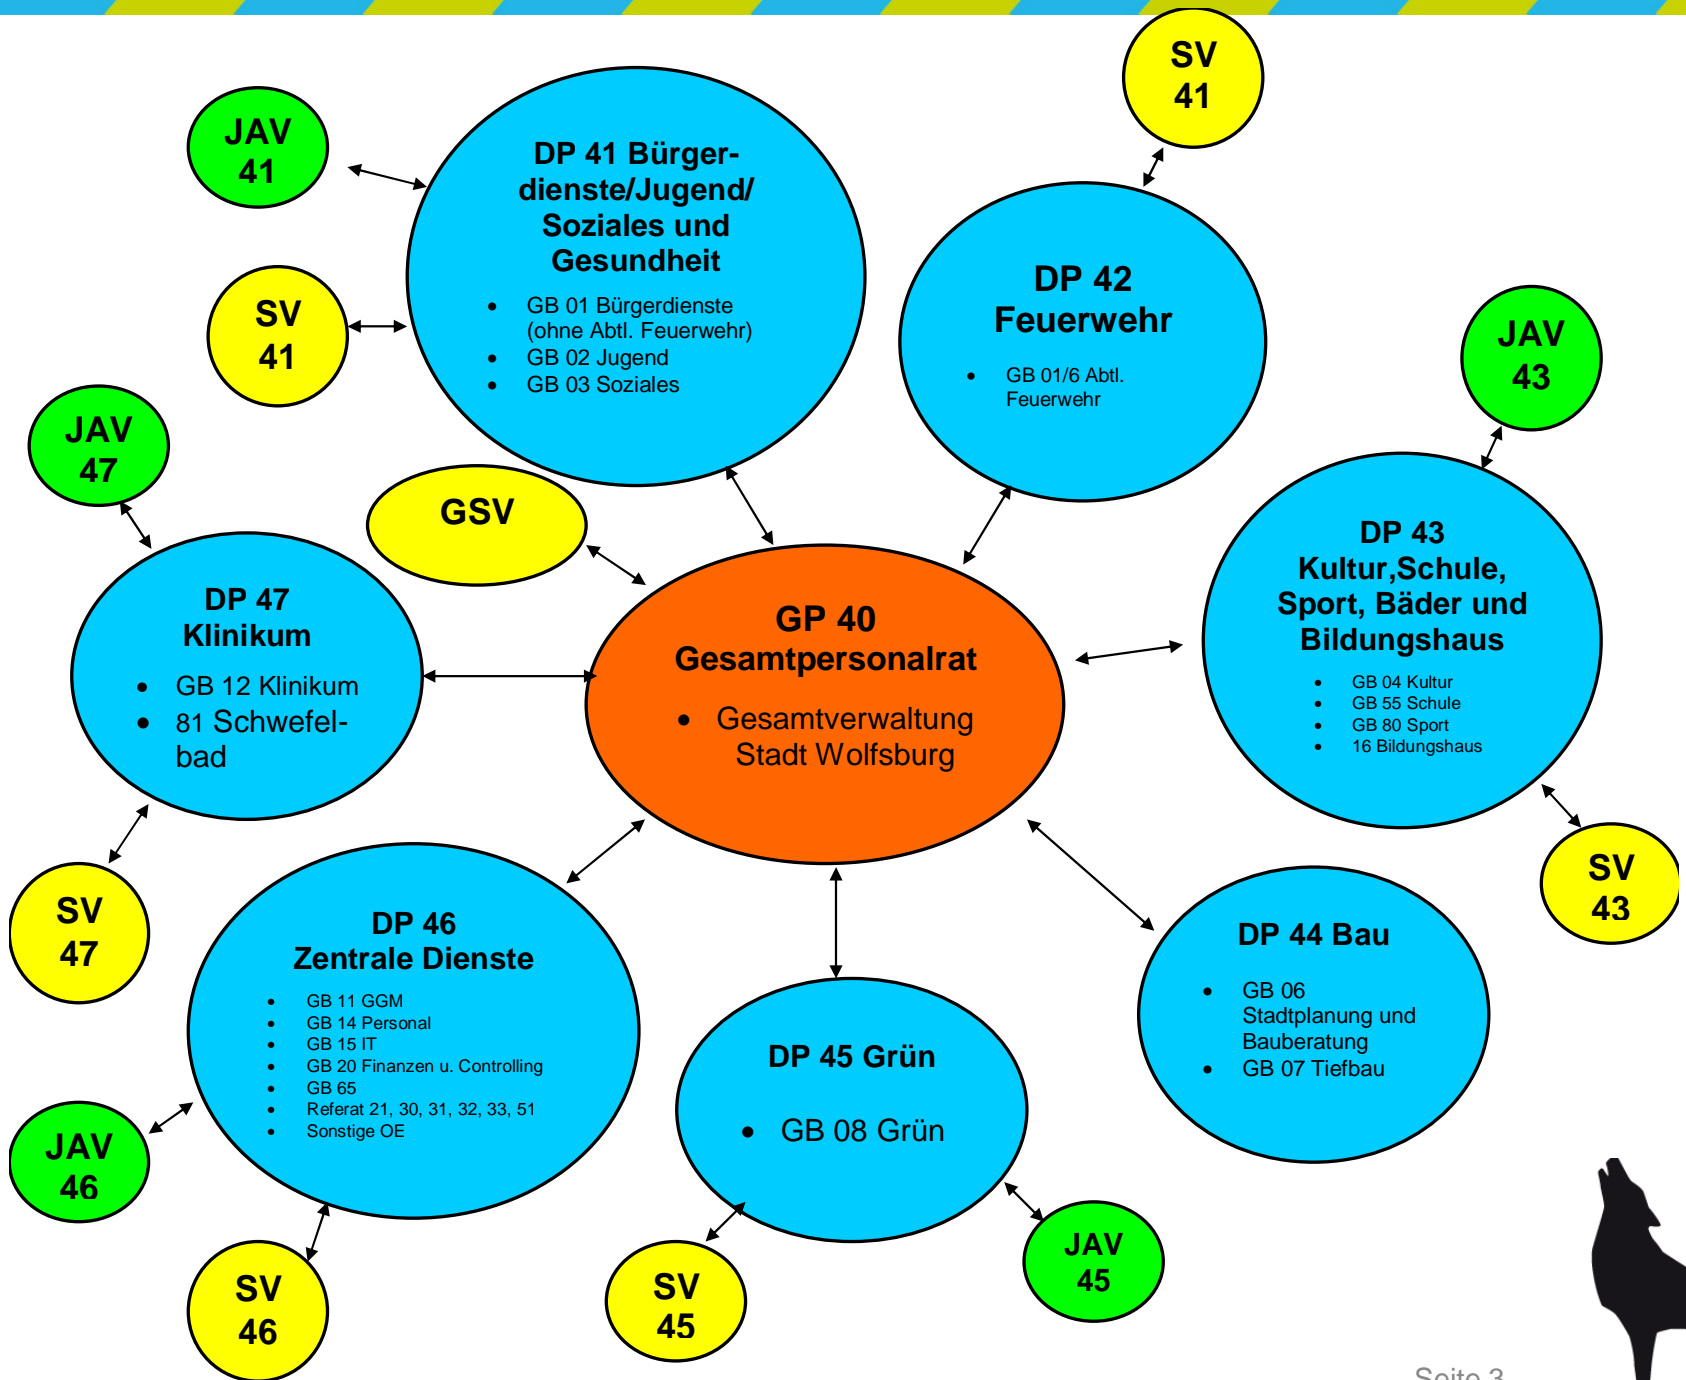 SV
41
JAV
41
DP 41 Bürger-
dienste/Jugend/
Soziales und
Gesundheit
• GB 01 Bürgerdienste
(ohne Abtl. Feuerwehr)
• GB 02 Jugend
• GB 03 Soziales
SV
41
DP 42
Feuerwehr
• GB 01/6 Abtl.
Feuerwehr
JAV
43
JAV
47
GSV
DP 43
Kultur,Schule,
Sport, Bäder und
Bildungshaus
• GB 04 Kultur
• GB 55 Schule
• GB 80 Sport
• 16 Bildungshaus
DP 47
Klinikum
• GB 12 Klinikum
• 81 Schwefel-
bad
GP 40
Gesamtpersonalrat
• Gesamtverwaltung
Stadt Wolfsburg
SV
43
SV
47
DP 46
Zentrale Dienste
• GB 11 GGM
• GB 14 Personal
• GB 15 IT
• GB 20 Finanzen u. Controlling
• GB 65
• Referat 21, 30, 31, 32, 33, 51
• Sonstige OE
DP 44 Bau
• GB 06
Stadtplanung und
Bauberatung
• GB 07 Tiefbau
DP 45 Grün
• GB 08 Grün
JAV
46
SV
46
SV
45
JAV
45
Seite 3